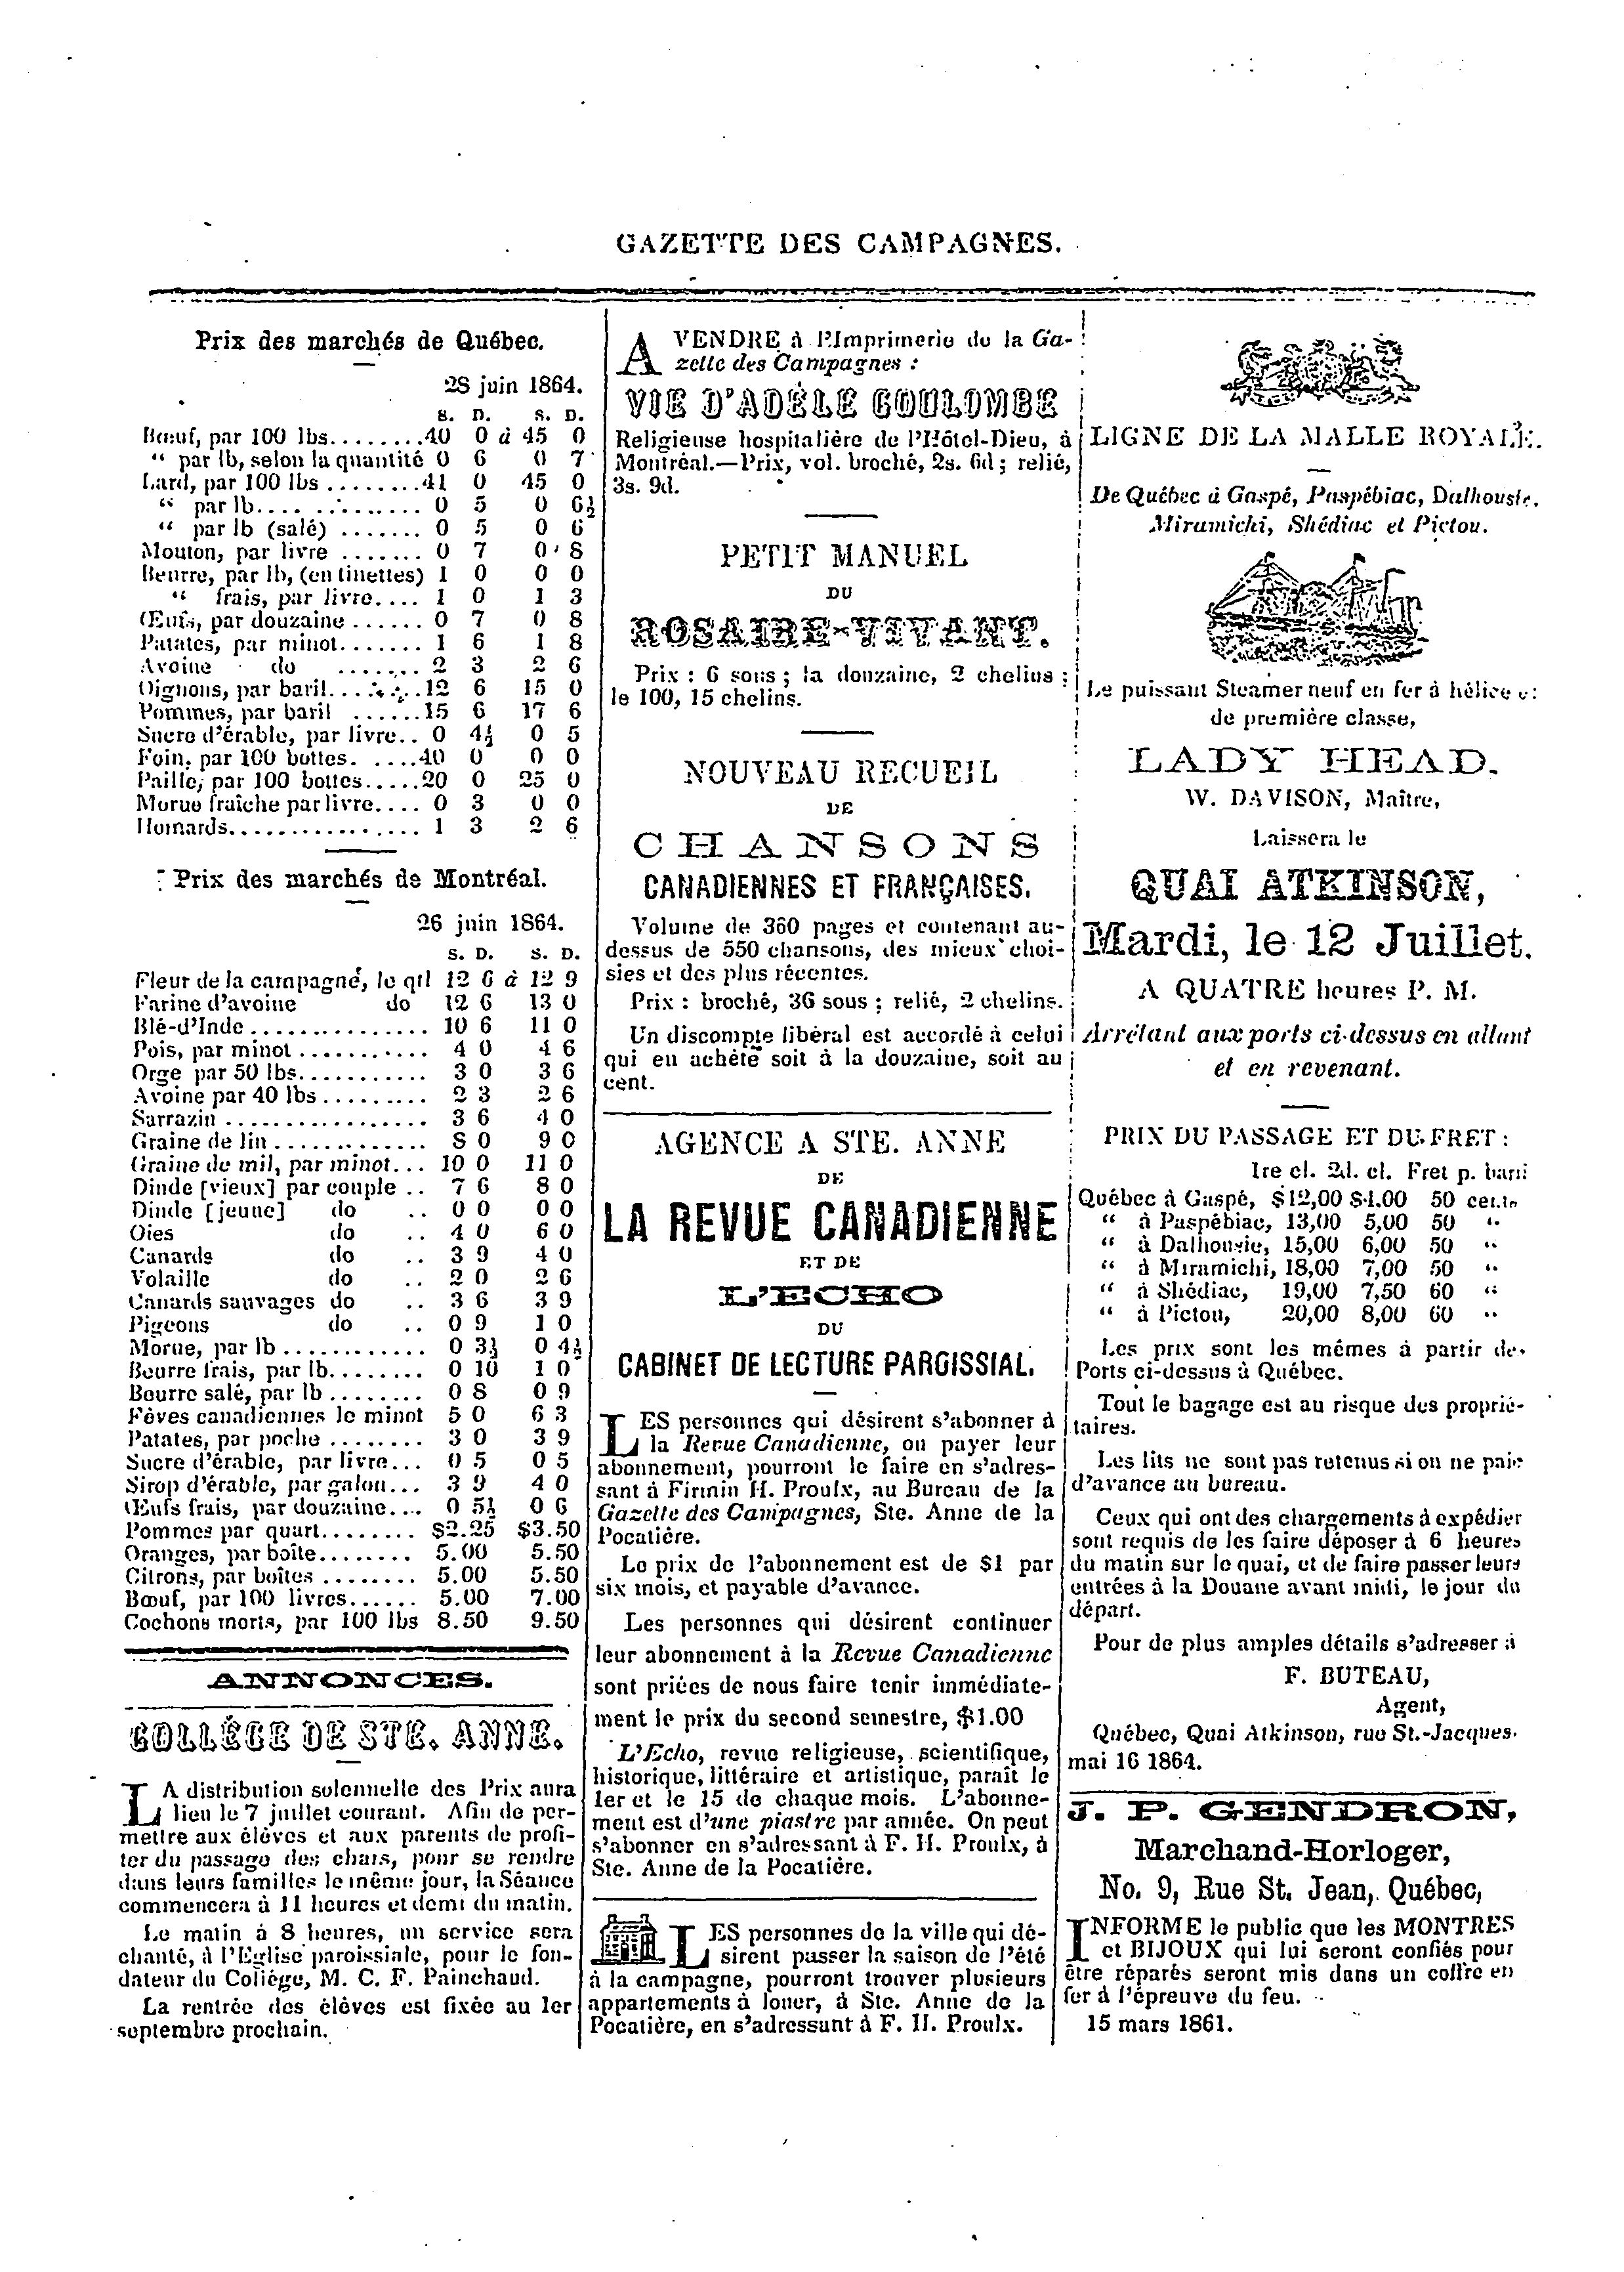 GAZETTE DES CAMPAGNES.
Prix des marchés de Québec.
28 juin 1864.
S. D. S. D.
Bœuf, par 100 lbs........40 0 à 45 0
“ par lb, selon la quantité 0 6 0 7
Lard, par 100 lbs ........41 0 45 0
“ par lb.... ......... 0 5 0 6½
“ par lb (salé) ....... 0 5 0 6
Mouton, par livre ....... 0 7 0 8
Beurre, par lb, (en tinettes) 1 0 0 0
“ frais, par livre.... 1 0 1 3
Œufs, par douzaine ...... 0 7 0 8
Patates, par minot....... 1 6 1 8
Avoine do ....... 2 3 2 6
Oignons, par baril........12 6 15 0
Pommes, par baril ......15 6 17 6
Sucre d'érable, par livre.. 0 4½ 0 5
Foin, par 100 bottes. ....40 0 0 0
Paille, par 100 bottes.....20 0 25 0
Morue fraîche par livre.... 0 3 0 0
Homards................. 1 3 2 6
Prix des marchés de Montréal.
26 juin 1864.
S. D. S. D.
Fleur de la campagne, le qtl 12 6 à 12 9
Farine d'avoine do 12 6 13 0
Blé-d'Inde ............... 10 6 11 0
Pois, par minot ........... 4 0 4 6
Orge par 50 lbs........... 3 0 3 6
Avoine par 40 lbs ......... 2 3 2 6
Sarrazin ................. 3 6 4 0
Graine de lin ............. 8 0 9 0
Graine de mil, par minot... 10 0 11 0
Dinde [vieux] par couple .. 7 6 8 0
Dinde [jeune] do .. 0 0 0 0
Oies do .. 4 0 6 0
Canards do .. 3 9 4 0
Volaille do .. 2 0 2 6
Canards sauvages do .. 3 6 3 9
Pigeons do .. 0 9 1 0
Morue, par lb ............ 0 3½ 0 4½
Beurre frais, par lb........ 0 10 1 0
Beurre salé, par lb ........ 0 8 0 9
Fèves canadiennes le minot 5 0 6 3
Patates, par poche ........ 3 0 3 9
Sucre d'érable, par livre... 0 5 0 5
Sirop d'érable, par galon... 3 9 4 0
Œufs frais, par douzaine.... 0 5½ 0 6
Pommes par quart........ $2.25 $3.50
Oranges, par boîte........ 5.00 5.50
Citrons, par boîtes ........ 5.00 5.50
Bœuf, par 100 livres...... 5.00 7.00
Cochons morts, par 100 lbs 8.50 9.50
ANNONCES.
COLLÉGE DE STE. ANNE.
LA distribution solennelle des Prix aura
lieu le 7 juillet courant. Afin de per-
mettre aux élèves et aux parents de profi-
ter du passage des chars, pour se rendre
dans leurs familles le même jour, la Séance
commencera à 11 heures et demi du matin.
Le matin à 8 heures, un service sera
chanté, à l'Eglise paroissiale, pour le fon-
dateur du Collége, M. C. F. Painchaud.
La rentrée des élèves est fixée au 1er
septembre prochain.
A VENDRE à l'Imprimerie de la Ga-
zette des Campagnes :
VIE D'ADÈLE COULOMBE
Religieuse hospitalière de l'Hôtel-Dieu, à
Montréal.—Prix, vol. broché, 2s. 6d ; relié,
3s. 9d.
PETIT MANUEL
DU
ROSAIRE-VIVANT.
Prix : 6 sous ; la douzaine, 2 chelins ;
le 100, 15 chelins.
NOUVEAU RECUEIL
DE
CHANSONS
CANADIENNES ET FRANÇAISES.
Volume de 360 pages et contenant au-
dessus de 550 chansons, des mieux choi-
sies et des plus récentes.
Prix : broché, 36 sous ; relié, 2 chelins.
Un discompte libéral est accordé à celui
qui en achète soit à la douzaine, soit au
cent.
AGENCE A STE. ANNE
DE
LA REVUE CANADIENNE
ET DE
L'ECHO
DU
CABINET DE LECTURE PAROISSIAL.
LES personnes qui désirent s'abonner à
la Revue Canadienne, ou payer leur
abonnement, pourront le faire en s'adres-
sant à Firmin H. Proulx, au Bureau de la
Gazette des Campagnes, Ste. Anne de la
Pocatière.
Le prix de l'abonnement est de $1 par
six mois, et payable d'avance.
Les personnes qui désirent continuer
leur abonnement à la Revue Canadienne
sont priées de nous faire tenir immédiate-
ment le prix du second semestre, $1.00
L'Echo, revue religieuse, scientifique,
historique, littéraire et artistique, paraît le
1er et le 15 de chaque mois. L'abonne-
ment est d'une piastre par année. On peut
s'abonner en s'adressant à F. H. Proulx, à
Ste. Anne de la Pocatière.
LES personnes de la ville qui dé-
sirent passer la saison de l'été
à la campagne, pourront trouver plusieurs
appartements à louer, à Ste. Anne de la
Pocatière, en s'adressant à F. H. Proulx.
LIGNE DE LA MALLE ROYALE.
De Québec à Gaspé, Paspébiac, Dalhousie,
Miramichi, Shédiac et Pictou.
Le puissant Steamer neuf en fer à hélice et
de première classe,
LADY HEAD.
W. DAVISON, Maître,
Laissera le
QUAI ATKINSON,
Mardi, le 12 Juillet.
A QUATRE heures P. M.
Arrétant aux ports ci-dessus en allant
et en revenant.
PRIX DU PASSAGE ET DU FRET :
1re cl. 2d. cl. Fret p. baril
Québec à Gaspé, $12,00 $4.00 50 cents
“ à Paspébiac, 13,00 5,00 50 “
“ à Dalhousie, 15,00 6,00 50 “
“ à Miramichi, 18,00 7,00 50 “
“ à Shédiac, 19,00 7,50 60 “
“ à Pictou, 20,00 8,00 60 “
Les prix sont les mêmes à partir des
Ports ci-dessus à Québec.
Tout le bagage est au risque des proprié-
taires.
Les lits ne sont pas retenus si on ne paie
d'avance au bureau.
Ceux qui ont des chargements à expédier
sont requis de les faire déposer à 6 heures
du matin sur le quai, et de faire passer leurs
entrées à la Douane avant midi, le jour du
départ.
Pour de plus amples détails s'adresser à
F. BUTEAU,
Agent,
Québec, Quai Atkinson, rue St.-Jacques.
mai 16 1864.
J. P. GENDRON,
Marchand-Horloger,
No. 9, Rue St. Jean, Québec,
INFORME le public que les MONTRES
et BIJOUX qui lui seront confiés pour
être réparés seront mis dans un coffre en
fer à l'épreuve du feu.
15 mars 1861.